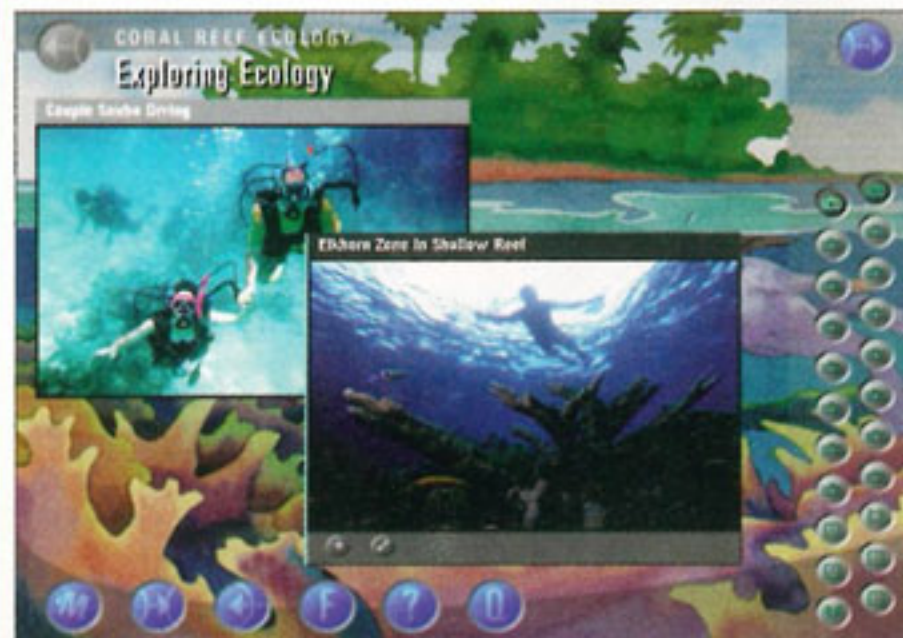 CORAL REEF ECOLOGY
Exploring Ecology
Couple Scuba Diving
Elkhorn Zone In Shallow Reef
F
?
Q